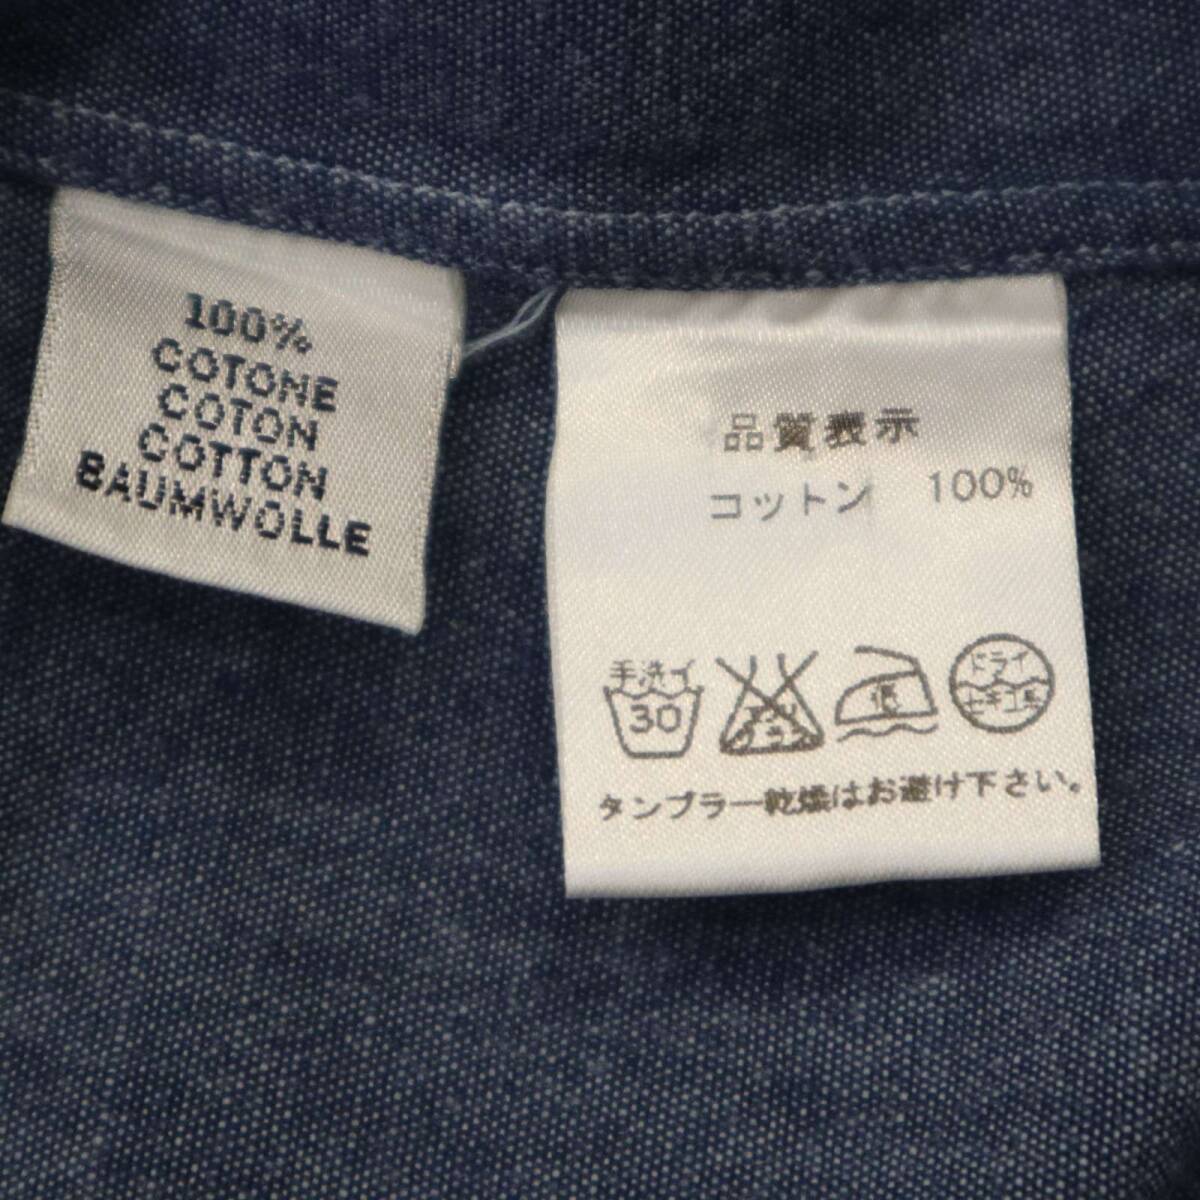 100%
COTONE
COTON
COTTON
BAUMWOLLE
品質表示
コットン 100%
手洗イ
30
低
ドライ
タンブラー乾燥はお避け下さい。